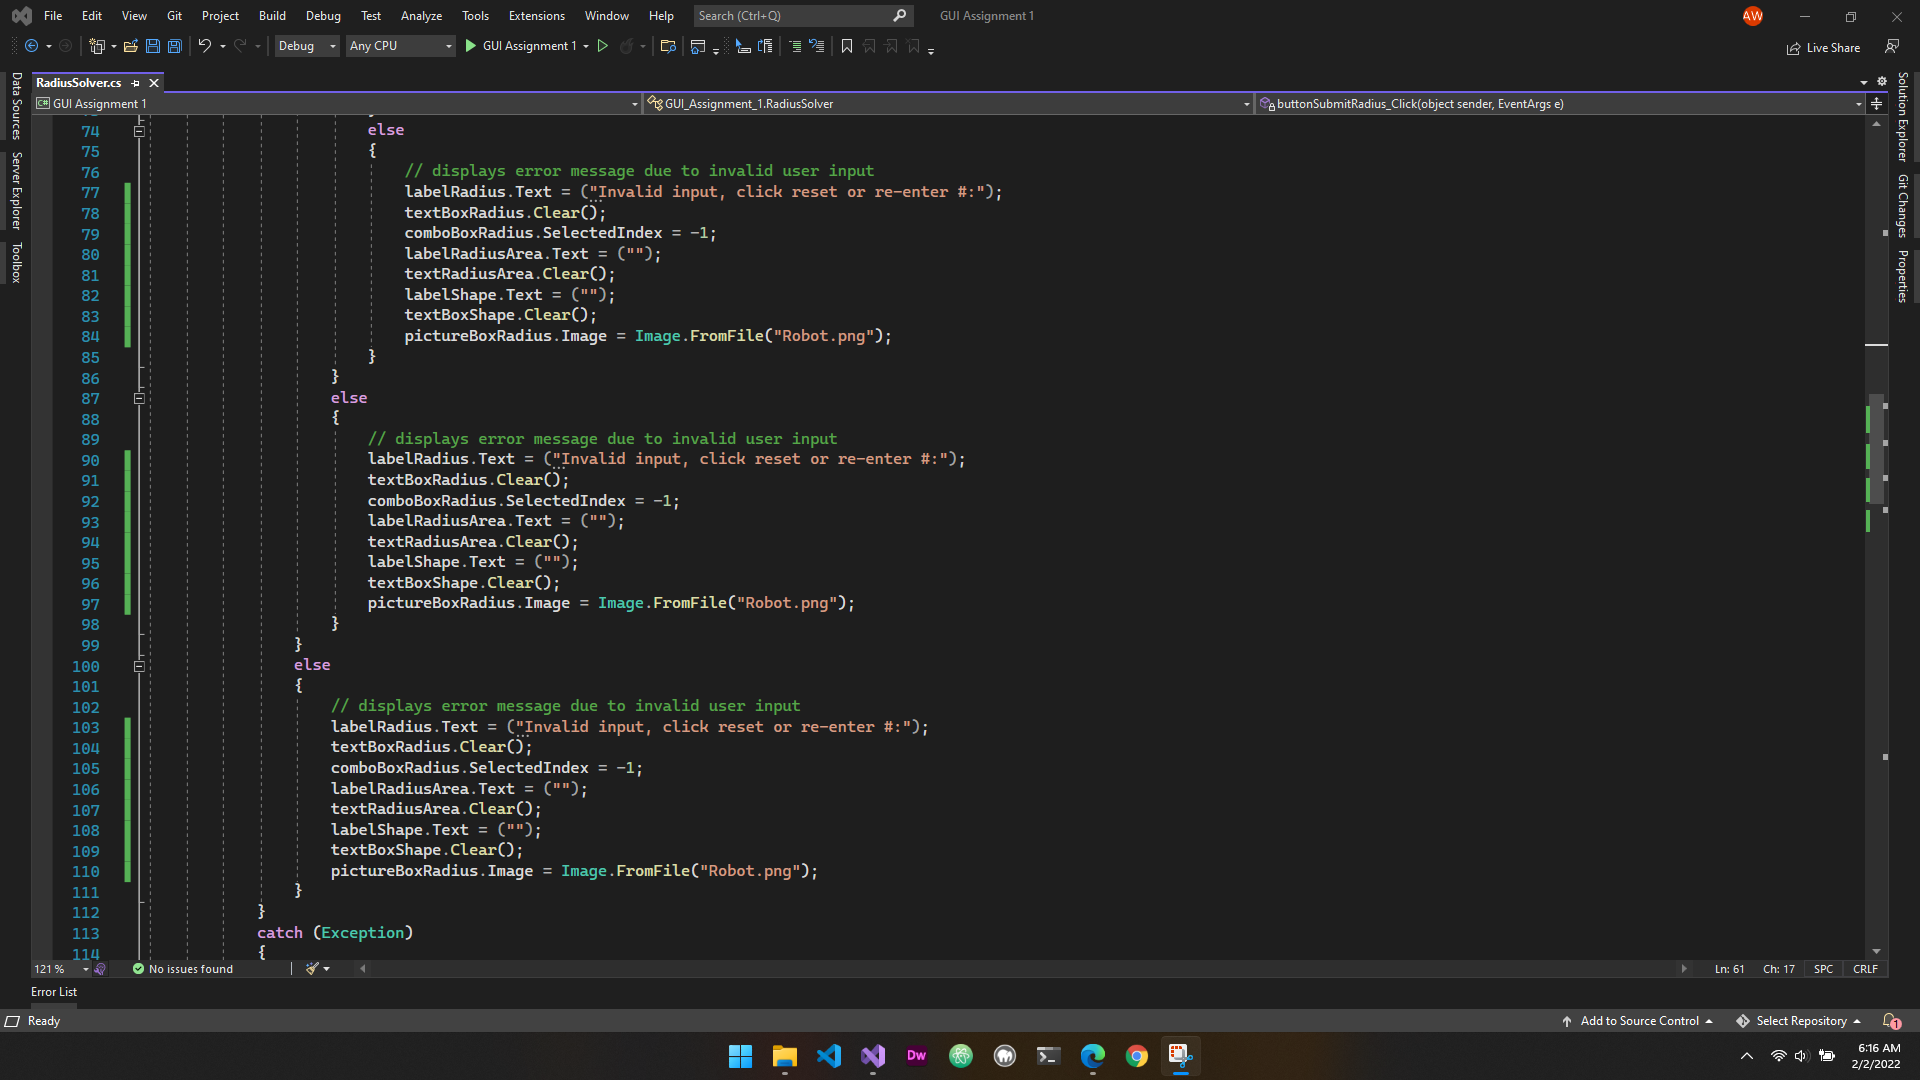 File Edit View Git Project Build Debug Test Analyze Tools Extensions Window Help Search (Ctrl+Q) GUI Assignment 1 AW
Debug Any CPU GUI Assignment 1 Live Share
RadiusSolver.cs
GUI Assignment 1 GUI_Assignment_1.RadiusSolver buttonSubmitRadius_Click(object sender, EventArgs e)
Data Sources
Server Explorer
Toolbox
Solution Explorer
Git Changes
Properties
74 else
75 {
76 // displays error message due to invalid user input
77 labelRadius.Text = ("Invalid input, click reset or re-enter #:");
78 textBoxRadius.Clear();
79 comboBoxRadius.SelectedIndex = -1;
80 labelRadiusArea.Text = ("");
81 textRadiusArea.Clear();
82 labelShape.Text = ("");
83 textBoxShape.Clear();
84 pictureBoxRadius.Image = Image.FromFile("Robot.png");
85 }
86 }
87 else
88 {
89 // displays error message due to invalid user input
90 labelRadius.Text = ("Invalid input, click reset or re-enter #:");
91 textBoxRadius.Clear();
92 comboBoxRadius.SelectedIndex = -1;
93 labelRadiusArea.Text = ("");
94 textRadiusArea.Clear();
95 labelShape.Text = ("");
96 textBoxShape.Clear();
97 pictureBoxRadius.Image = Image.FromFile("Robot.png");
98 }
99 }
100 else
101 {
102 // displays error message due to invalid user input
103 labelRadius.Text = ("Invalid input, click reset or re-enter #:");
104 textBoxRadius.Clear();
105 comboBoxRadius.SelectedIndex = -1;
106 labelRadiusArea.Text = ("");
107 textRadiusArea.Clear();
108 labelShape.Text = ("");
109 textBoxShape.Clear();
110 pictureBoxRadius.Image = Image.FromFile("Robot.png");
111 }
112 }
113 catch (Exception)
114 {
121 % No issues found Ln: 61 Ch: 17 SPC CRLF
Error List
Ready Add to Source Control Select Repository 1
Dw
6:16 AM
2/2/2022